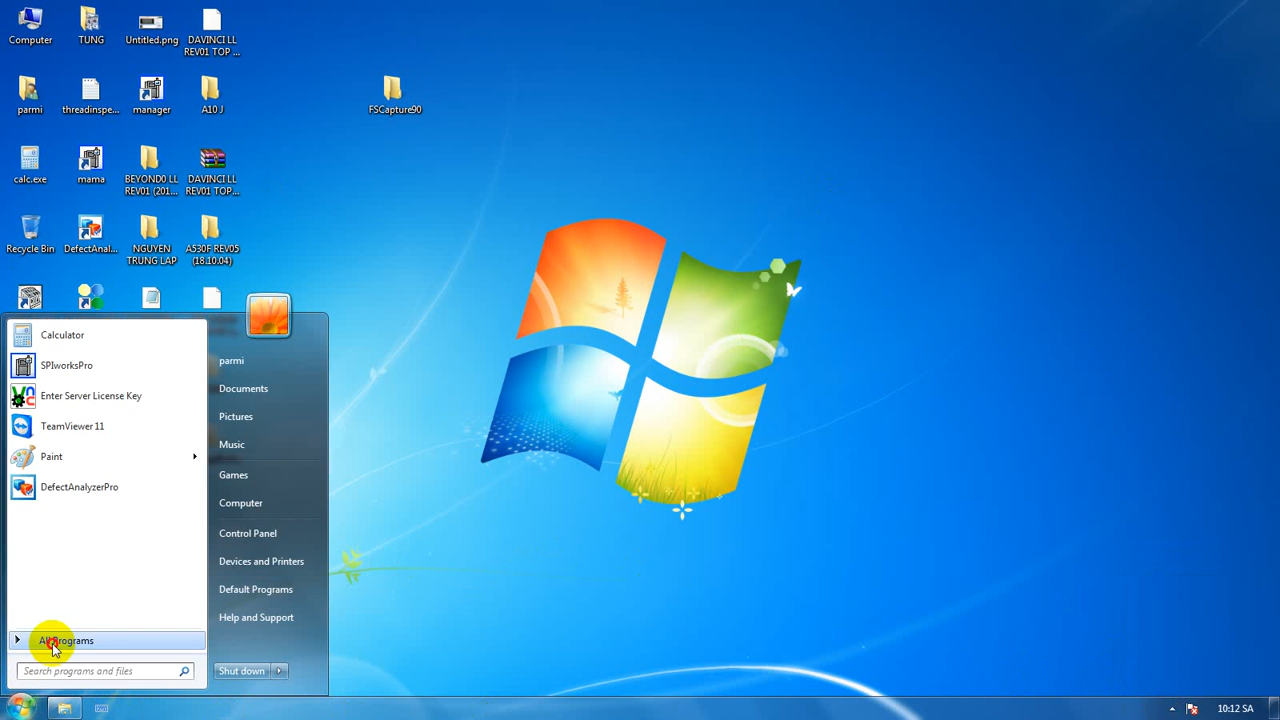 Computer
TUNG
Untitled.png
DAVINCI LL
REV01 TOP ...
parmi
threadinspe...
manager
A10 J
FSCapture90
calc.exe
mama
BEYOND0 LL
REV01 (201...
DAVINCI LL
REV01 TOP...
Recycle Bin
DefectAnal...
NGUYEN
TRUNG LAP
A530F REV05
(18.10.04)
Calculator
SPIworksPro
Enter Server License Key
TeamViewer 11
Paint
DefectAnalyzerPro
All Programs
Search programs and files
parmi
Documents
Pictures
Music
Games
Computer
Control Panel
Devices and Printers
Default Programs
Help and Support
Shut down
10:12 SA